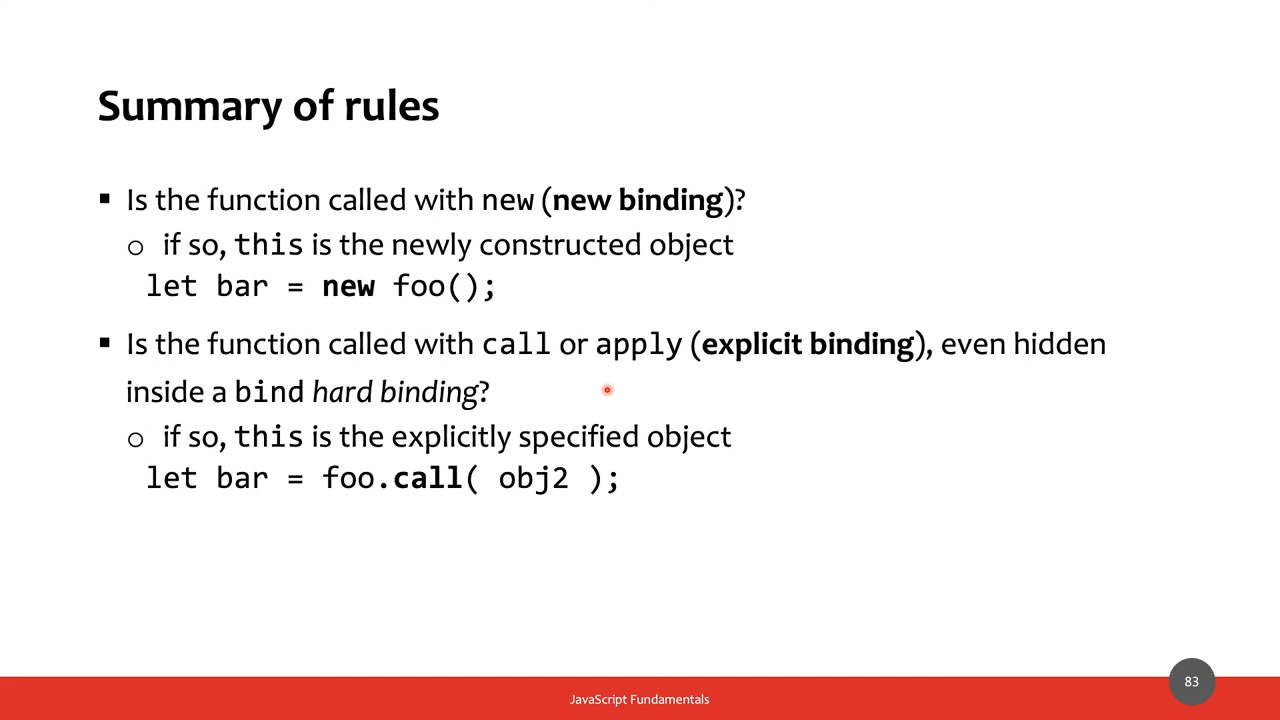 Summary of rules
▪ Is the function called with new (new binding)?
o if so, this is the newly constructed object
let bar = new foo();
▪ Is the function called with call or apply (explicit binding), even hidden
inside a bind hard binding?
o if so, this is the explicitly specified object
let bar = foo.call( obj2 );
83
JavaScript Fundamentals